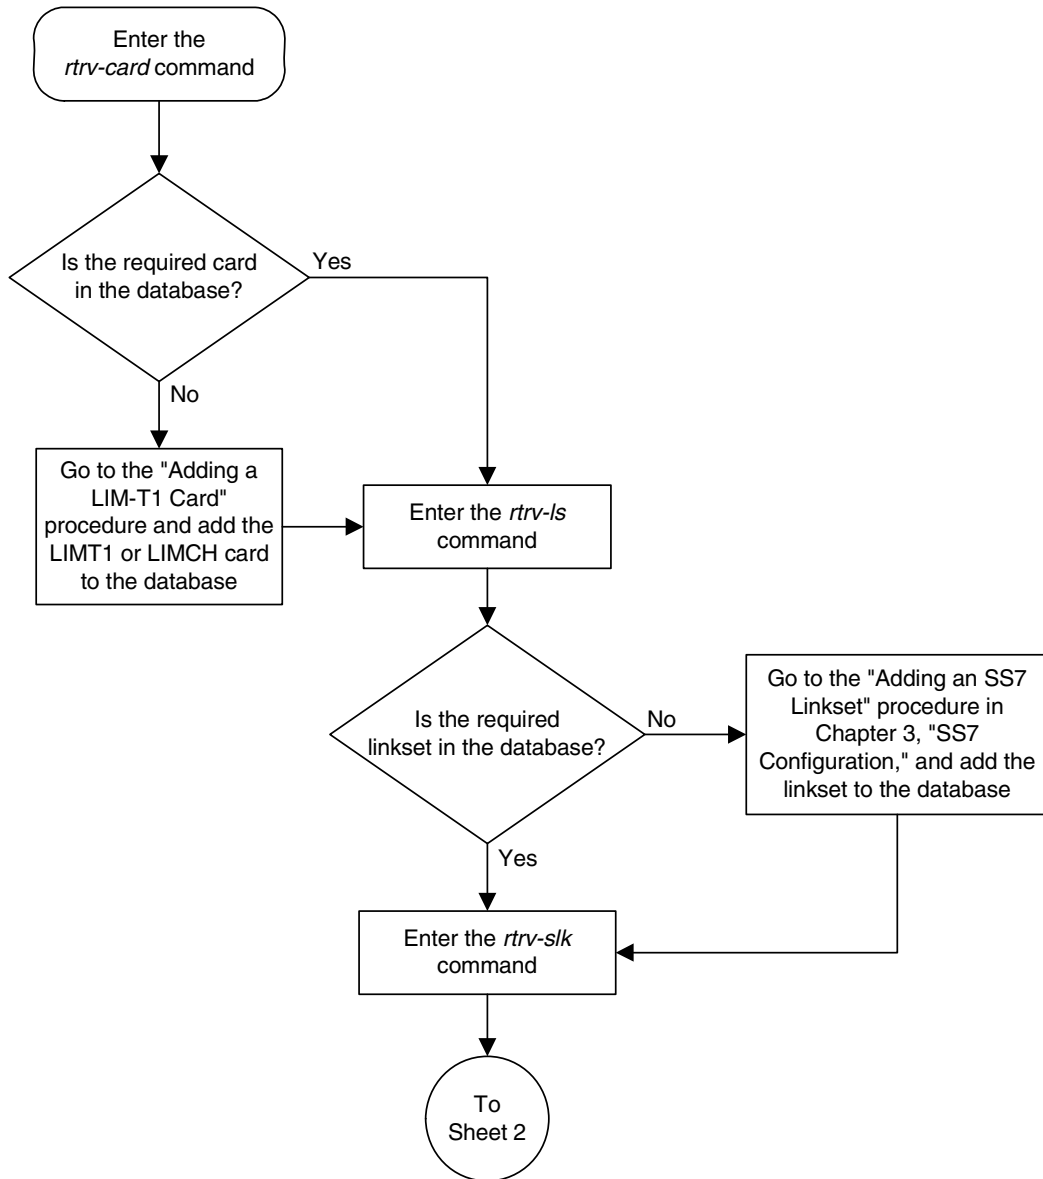 Enter the
rtrv-card command
Is the required card
in the database?
Yes
No
Go to the "Adding a
LIM-T1 Card"
procedure and add the
LIMT1 or LIMCH card
to the database
Enter the rtrv-ls
command
Is the required
linkset in the database?
No
Go to the "Adding an SS7
Linkset" procedure in
Chapter 3, "SS7
Configuration," and add the
linkset to the database
Yes
Enter the rtrv-slk
command
To
Sheet 2